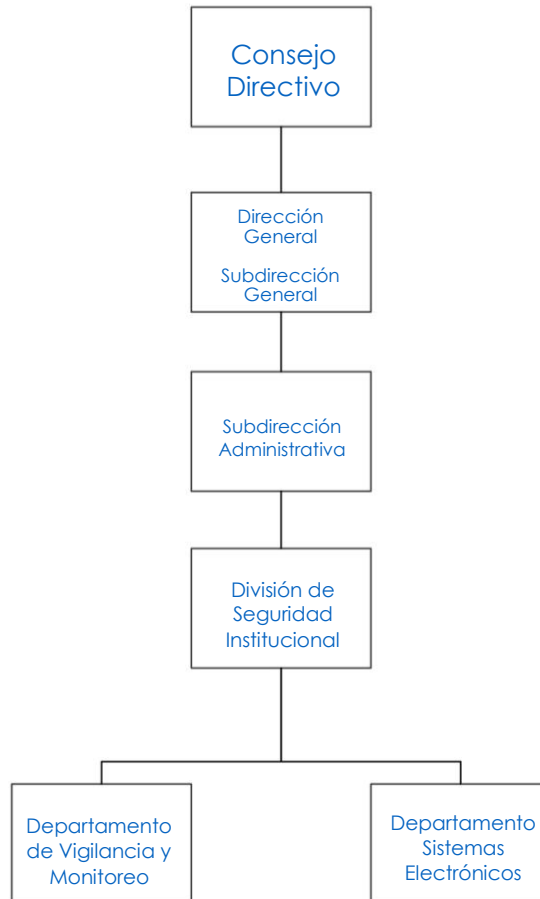 Consejo
Directivo
Dirección
General
Subdirección
General
Subdirección
Administrativa
División de
Seguridad
Institucional
Departamento
de Vigilancia y
Monitoreo
Departamento
Sistemas
Electrónicos